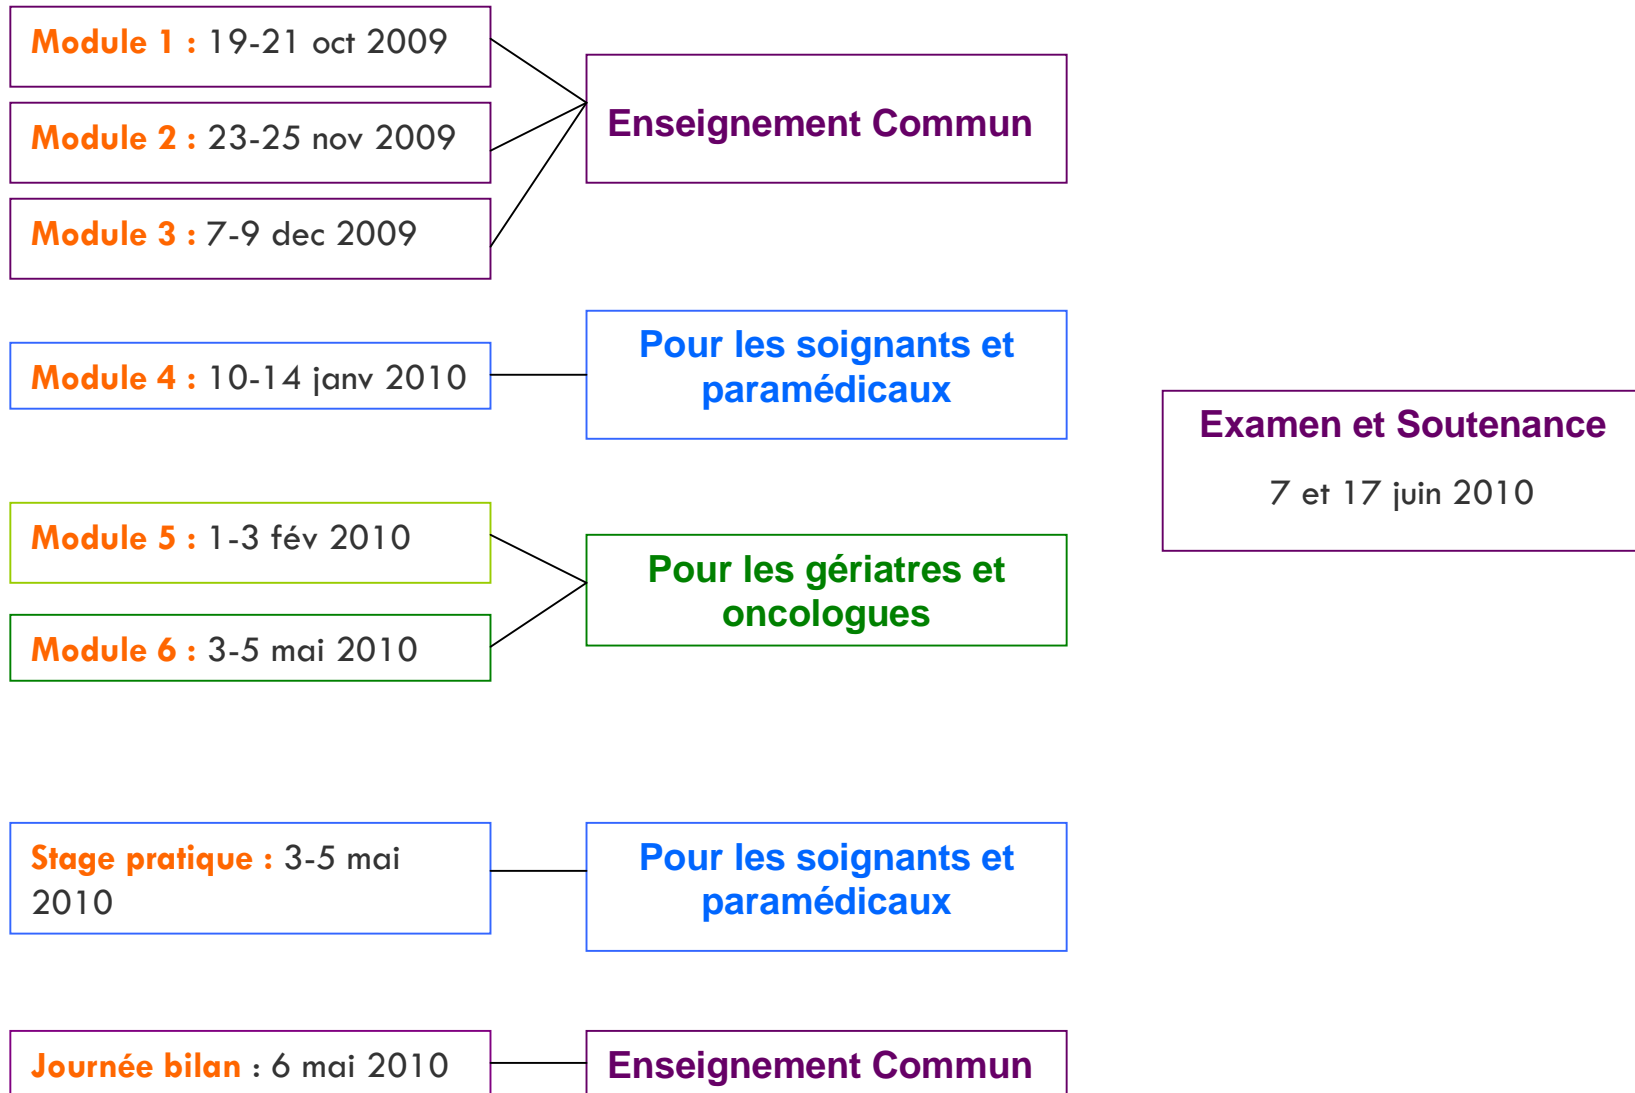 Module 1 : 19-21 oct 2009
Module 2 : 23-25 nov 2009
Module 3 : 7-9 dec 2009
Enseignement Commun
Module 4 : 10-14 janv 2010
Pour les soignants et
paramédicaux
Module 5 : 1-3 fév 2010
Module 6 : 3-5 mai 2010
Pour les gériatres et
oncologues
Examen et Soutenance
7 et 17 juin 2010
Stage pratique : 3-5 mai
2010
Pour les soignants et
paramédicaux
Journée bilan : 6 mai 2010
Enseignement Commun